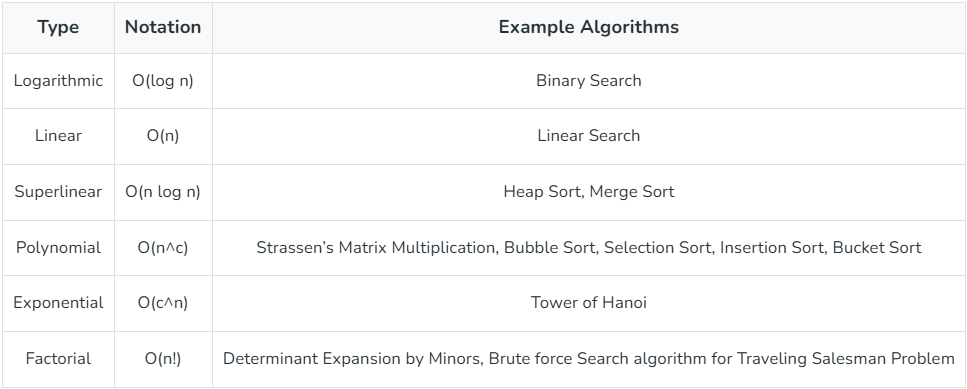 Type Notation Example Algorithms
Logarithmic O(log n) Binary Search
Linear O(n) Linear Search
Superlinear O(n log n) Heap Sort, Merge Sort
Polynomial O(n^c) Strassen’s Matrix Multiplication, Bubble Sort, Selection Sort, Insertion Sort, Bucket Sort
Exponential O(c^n) Tower of Hanoi
Factorial O(n!) Determinant Expansion by Minors, Brute force Search algorithm for Traveling Salesman Problem